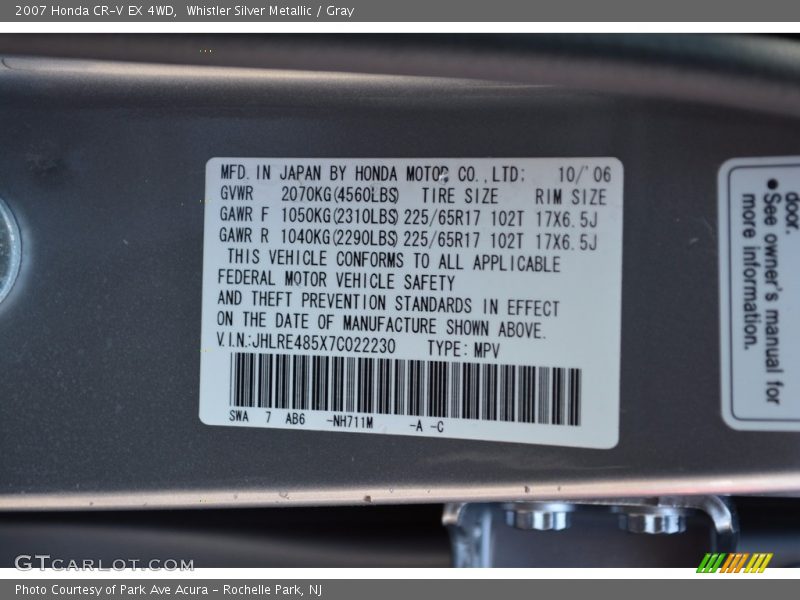 2007 Honda CR-V EX 4WD,  Whistler Silver Metallic / Gray
MFD. IN JAPAN BY HONDA MOTOR CO.,LTD; 10/'06
GVWR 2070KG(4560LBS) TIRE SIZE RIM SIZE
GAWR F 1050KG(2310LBS) 225/65R17 102T 17X6.5J
GAWR R 1040KG(2290LBS) 225/65R17 102T 17X6.5J
THIS VEHICLE CONFORMS TO ALL APPLICABLE
FEDERAL MOTOR VEHICLE SAFETY
AND THEFT PREVENTION STANDARDS IN EFFECT
ON THE DATE OF MANUFACTURE SHOWN ABOVE.
V.I.N:JHLRE485X7C022230 TYPE: MPV
SWA 7 AB6 -NH711M -A -C
door.
●See owner's manual for
more information.
GTCARLOT.COM
Photo Courtesy of Park Ave Acura - Rochelle Park, NJ